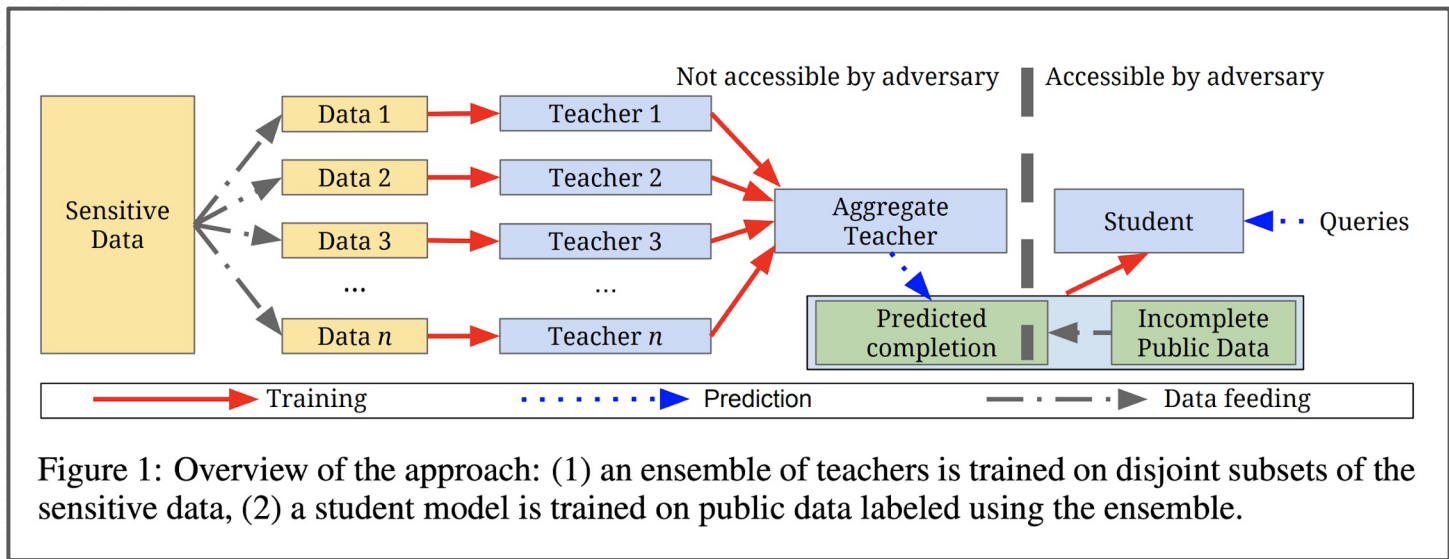 Not accessible by adversary
Accessible by adversary
Sensitive
Data
Data 1
Teacher 1
Data 2
Teacher 2
Data 3
Teacher 3
...
...
Data n
Teacher n
Aggregate
Teacher
Student
Queries
Predicted
completion
Incomplete
Public Data
Training
Prediction
Data feeding
Figure 1: Overview of the approach: (1) an ensemble of teachers is trained on disjoint subsets of the
sensitive data, (2) a student model is trained on public data labeled using the ensemble.